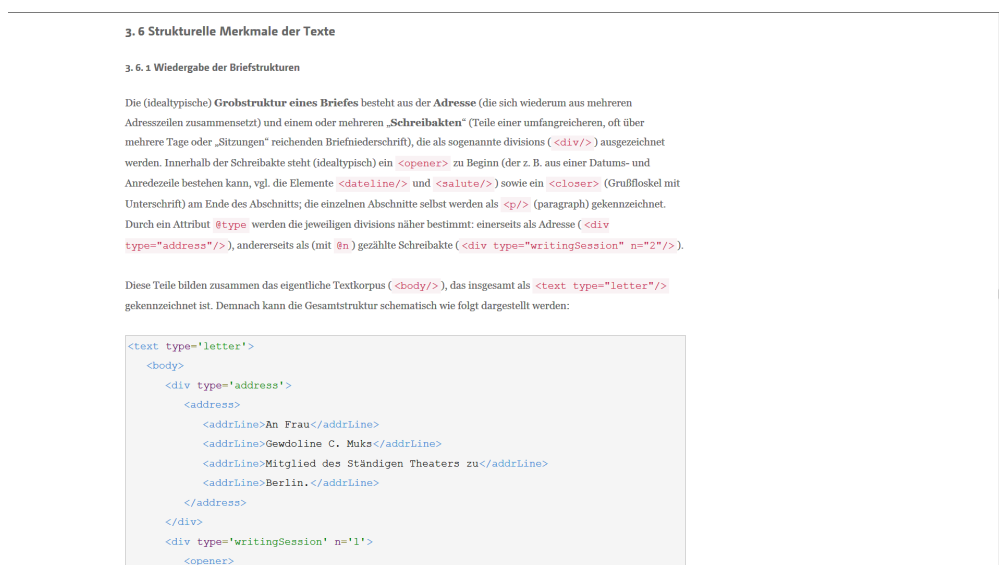 3. 6 Strukturelle Merkmale der Texte
3. 6. 1 Wiedergabe der Briefstrukturen
Die (idealtypische) Grobstruktur eines Briefes besteht aus der Adresse (die sich wiederum aus mehreren
Adresszeilen zusammensetzt) und einem oder mehreren „Schreibakten“ (Teile einer umfangreicheren, oft über
mehrere Tage oder „Sitzungen“ reichenden Briefniederschrift), die als sogenannte divisions ( <div/> ) ausgezeichnet
werden. Innerhalb der Schreibakte steht (idealtypisch) ein <opener> zu Beginn (der z. B. aus einer Datums- und
Anredezeile bestehen kann, vgl. die Elemente <dateline/> und <salute/> ) sowie ein <closer> (Grußfloskel mit
Unterschrift) am Ende des Abschnitts; die einzelnen Abschnitte selbst werden als <p/> (paragraph) gekennzeichnet.
Durch ein Attribut @type werden die jeweiligen divisions näher bestimmt: einerseits als Adresse ( <div
type="address"/> ), andererseits als (mit @n ) gezählte Schreibakte ( <div type="writingSession" n="2"/> ).
Diese Teile bilden zusammen das eigentliche Textkorpus ( <body/> ), das insgesamt als <text type="letter"/>
gekennzeichnet ist. Demnach kann die Gesamtstruktur schematisch wie folgt dargestellt werden:
<text type='letter'>
<body>
<div type='address'>
<address>
<addrLine>An Frau</addrLine>
<addrLine>Gewdoline C. Muks</addrLine>
<addrLine>Mitglied des Ständigen Theaters zu</addrLine>
<addrLine>Berlin.</addrLine>
</address>
</div>
<div type='writingSession' n='1'>
<opener>